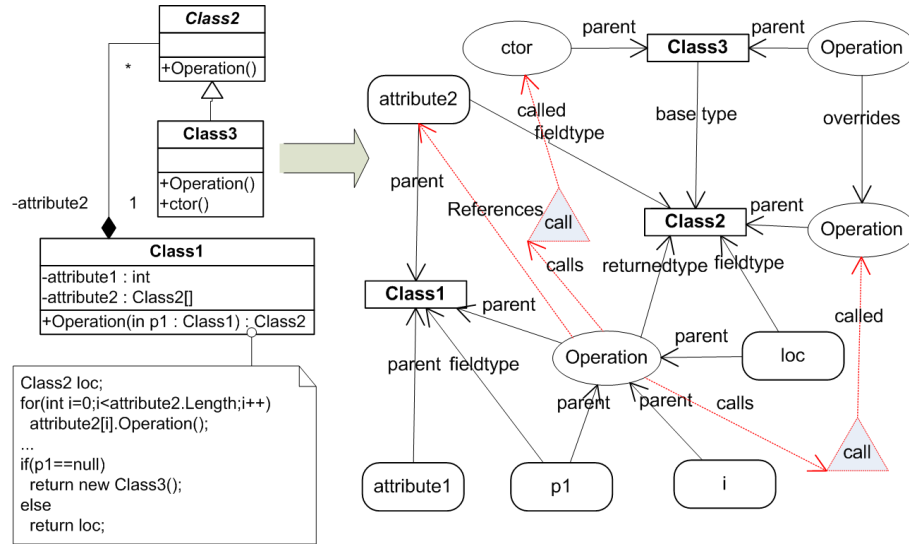 Class2
+Operation()
*
Class3
+Operation()
+ctor()
-attribute2
1
Class1
-attribute1 : int
-attribute2 : Class2[]
+Operation(in p1 : Class1) : Class2
Class2 loc;
for(int i=0;i<attribute2.Length;i++)
attribute2[i].Operation();
...
if(p1==null)
return new Class3();
else
return loc;
ctor
parent
Class3
parent
Operation
attribute2
called
fieldtype
base type
overrides
parent
References
call
Class2
parent
Operation
calls
returnedtype
fieldtype
Class1
parent
called
parent
fieldtype
Operation
parent
loc
parent
parent
calls
call
attribute1
p1
i